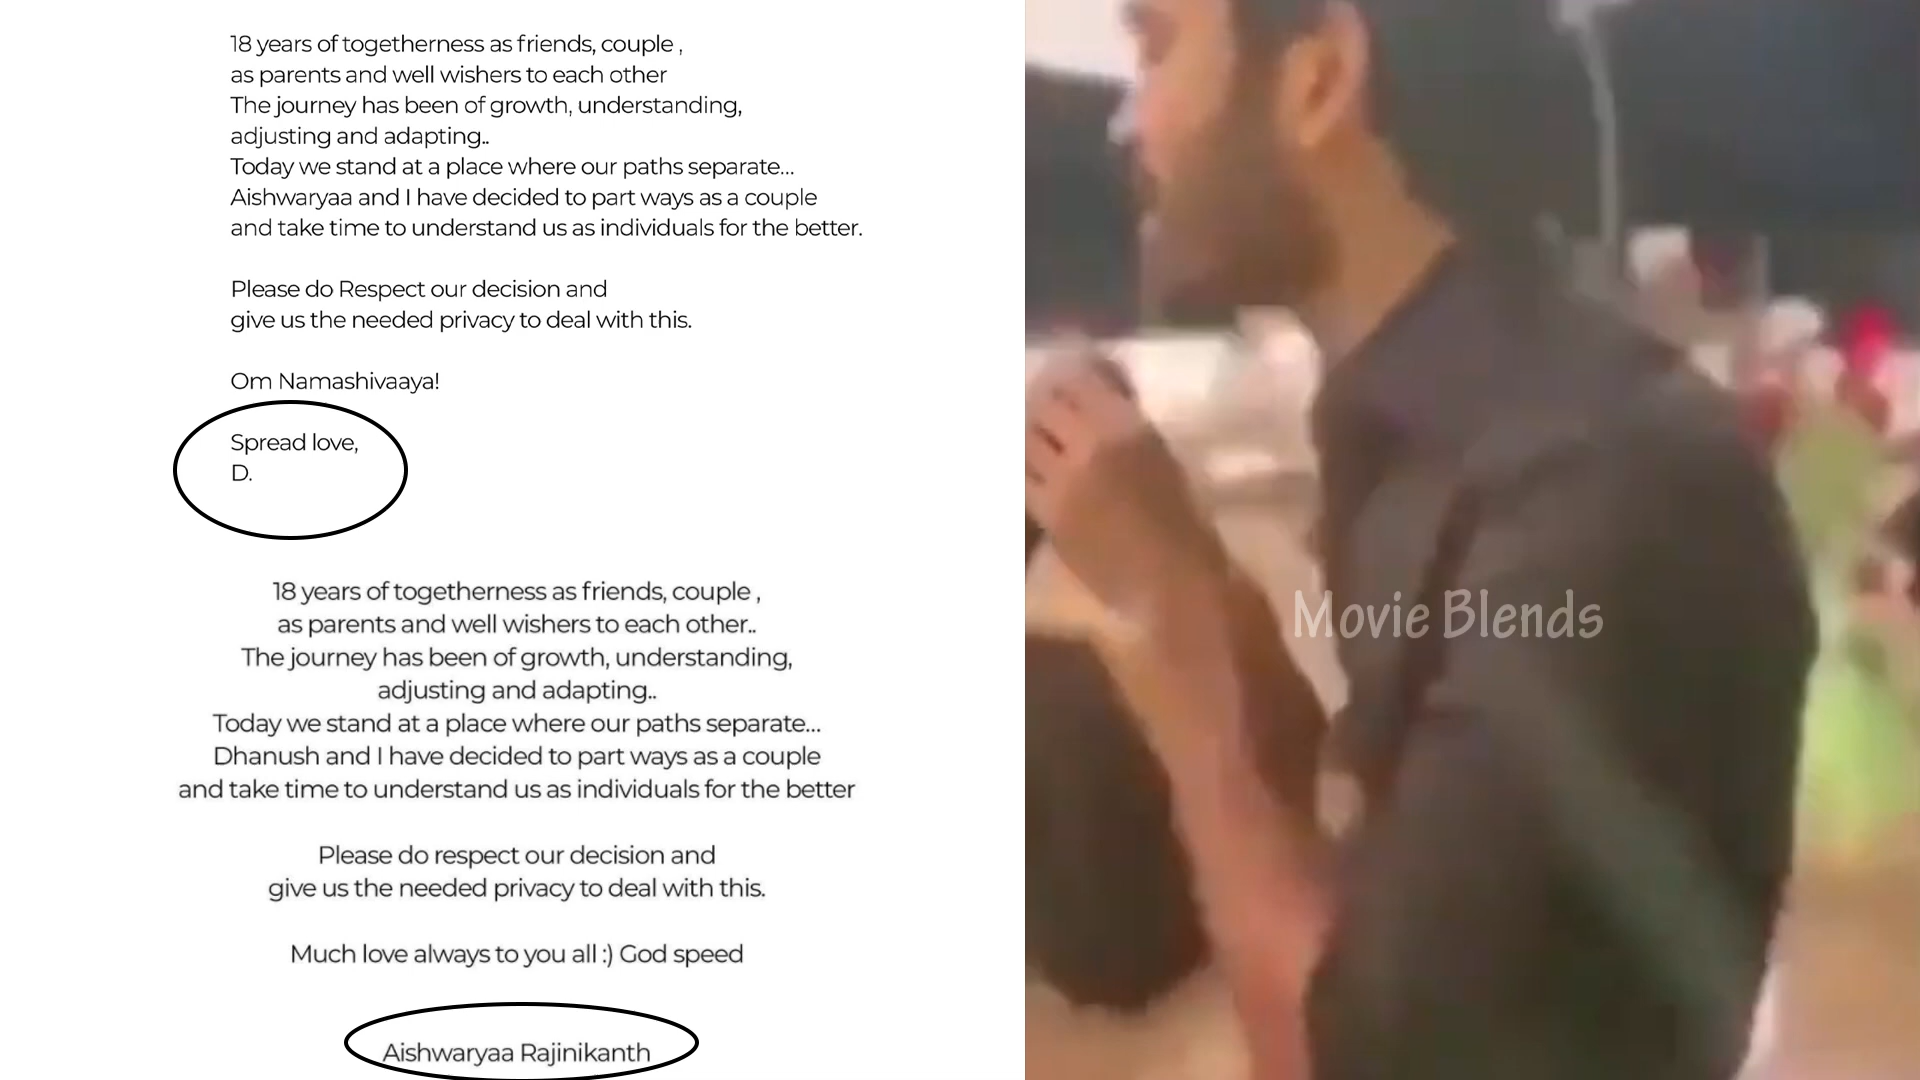 18 years of togetherness as friends, couple ,
as parents and well wishers to each other
The journey has been of growth, understanding,
adjusting and adapting..
Today we stand at a place where our paths separate...
Aishwaryaa and I have decided to part ways as a couple
and take time to understand us as individuals for the better.
Please do Respect our decision and
give us the needed privacy to deal with this.
Om Namashivaaya!
Spread love,
D.
18 years of togetherness as friends, couple ,
as parents and well wishers to each other..
The journey has been of growth, understanding,
adjusting and adapting..
Today we stand at a place where our paths separate...
Dhanush and I have decided to part ways as a couple
and take time to understand us as individuals for the better
Please do respect our decision and
give us the needed privacy to deal with this.
Much love always to you all :) God speed
Aishwaryaa Rajinikanth
Movie Blends